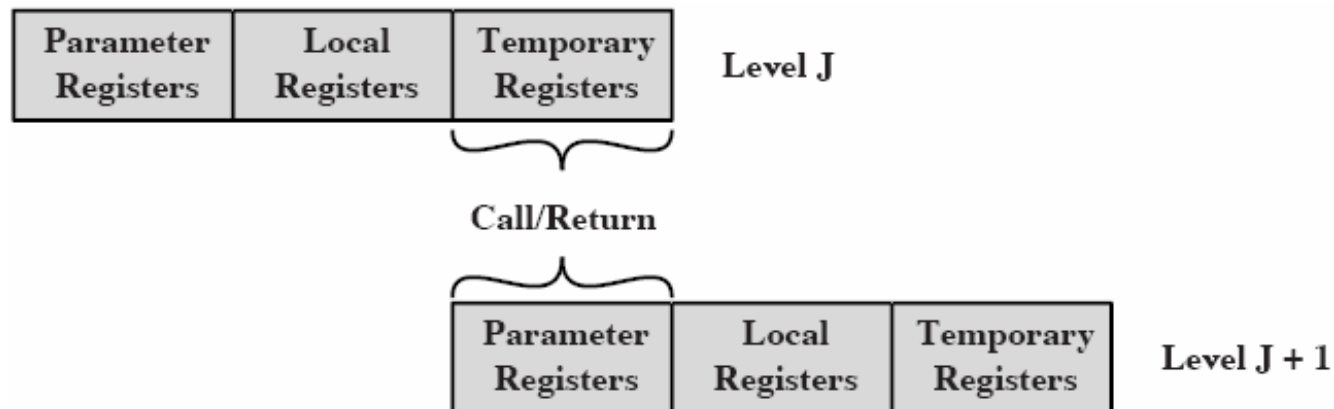 Parameter Local Temporary
Registers Registers Registers
Level J
Call/Return
Parameter Local Temporary
Registers Registers Registers
Level J + 1